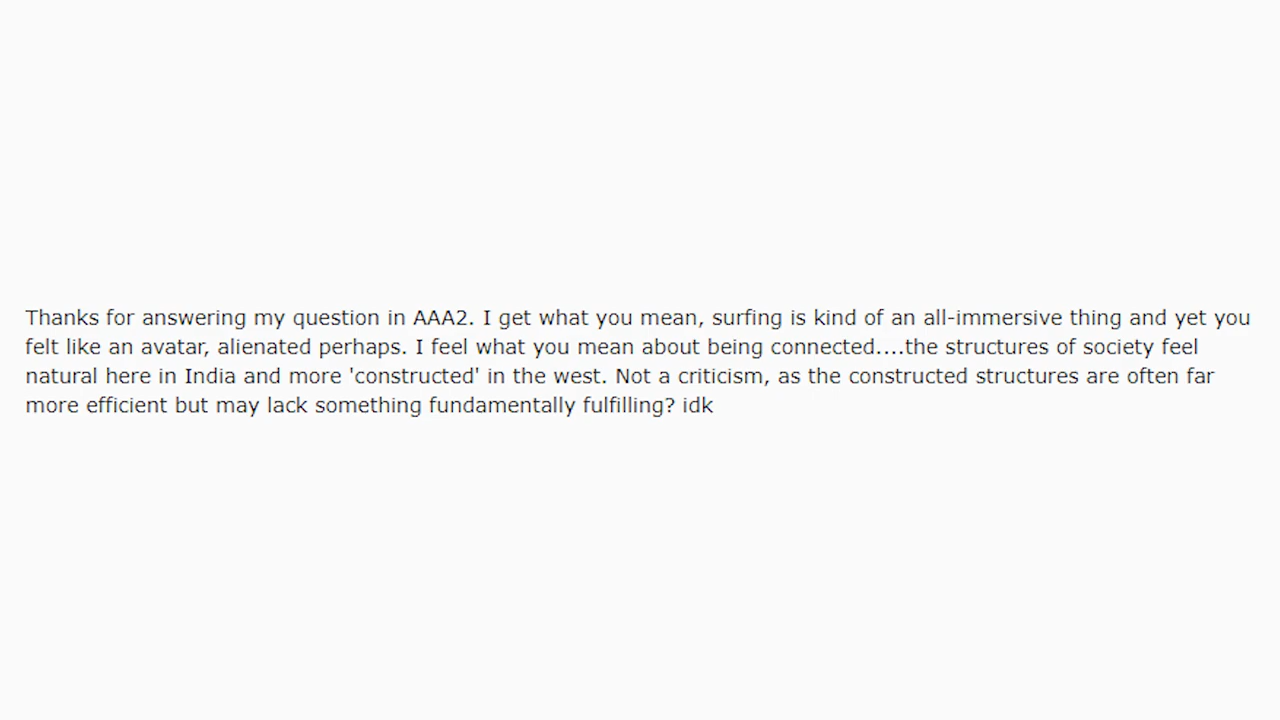 Thanks for answering my question in AAA2. I get what you mean, surfing is kind of an all-immersive thing and yet you
felt like an avatar, alienated perhaps. I feel what you mean about being connected....the structures of society feel
natural here in India and more 'constructed' in the west. Not a criticism, as the constructed structures are often far
more efficient but may lack something fundamentally fulfilling? idk